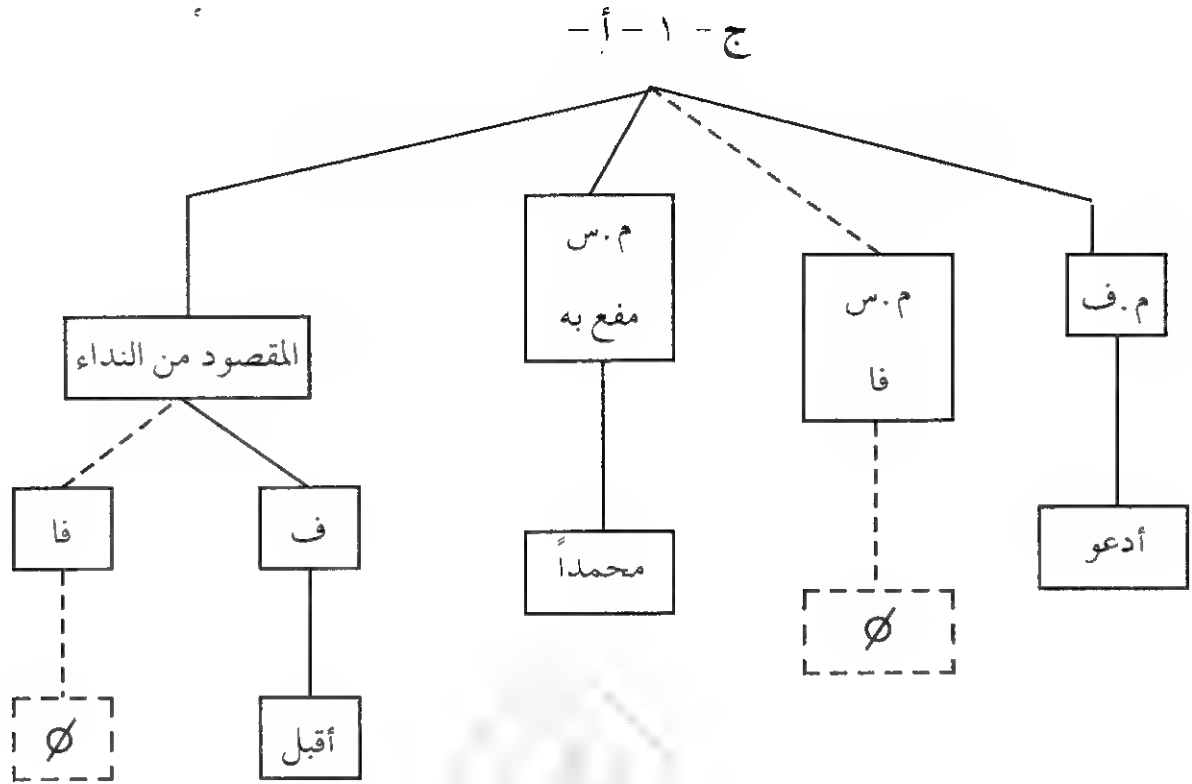 ج - ١ - أ -
م.ف
م.س
فا
م.س
مفع به
المقصود من النداء
أدعو
Ø
محمداً
ف
فا
أقبل
Ø